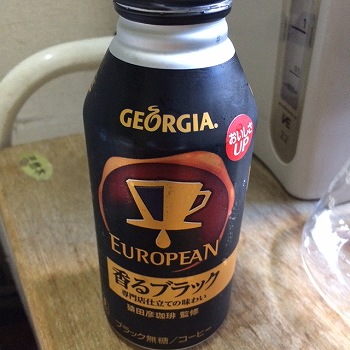 GEORGIA.
おいしさ
UP
EUROPEAN
香るブラック
専門店仕立ての味わい
猿田彦珈琲 監修
ブラック無糖/コーヒー